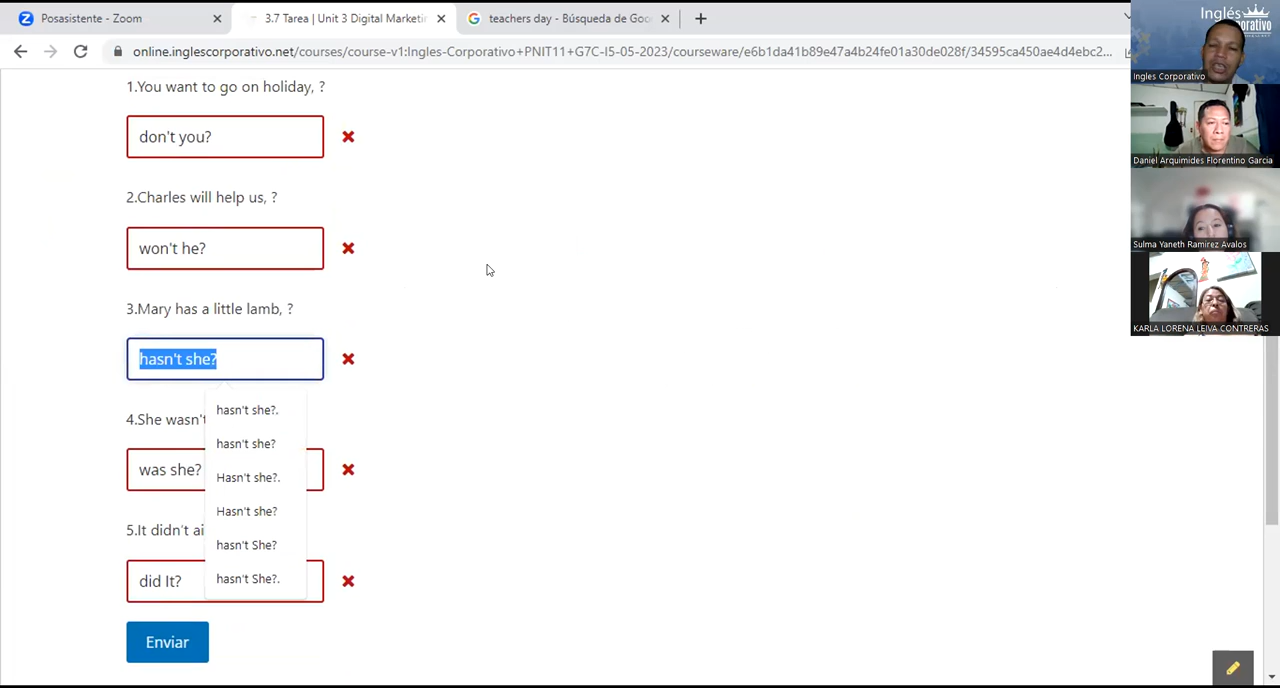 Posasistente - Zoom
3.7 Tarea | Unit 3 Digital Marketin
teachers day - Búsqueda de Goo
online.inglescorporativo.net/courses/course-v1:Ingles-Corporativo+PNIT11+G7C-I5-05-2023/courseware/e6b1da41b89e47a4b24fe01a30de028f/34595ca450ae4d4ebc2...
1.You want to go on holiday, ?
don't you?
2.Charles will help us, ?
won't he?
3.Mary has a little lamb, ?
hasn't she?
hasn't she?.
hasn't she?
Hasn't she?.
Hasn't she?
hasn't She?
hasn't She?.
4.She wasn't
was she?
5.It didn't ai
did It?
Enviar
Inglés
orativo
Ingles Corporativo
Daniel Arquimides Florentino Garcia
Sulma Yaneth Ramirez Avalos
KARLA LORENA LEIVA CONTRERAS